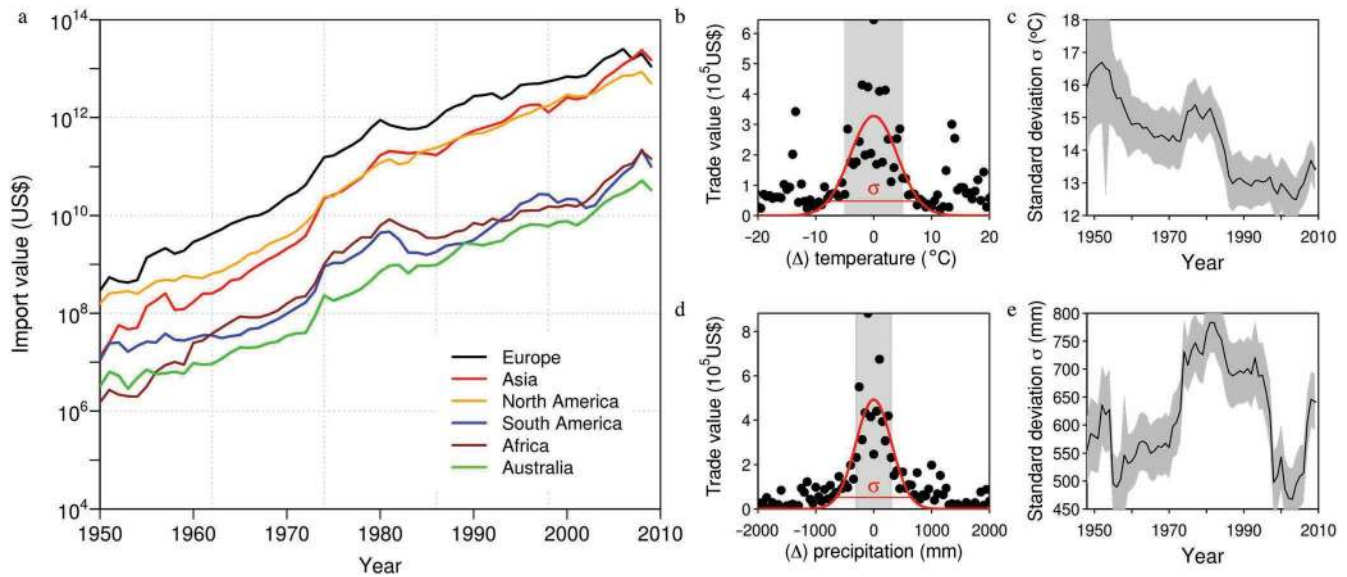 a
10^14
10^12
10^10
10^8
10^6
10^4
Import value (US$)
1950
1960
1970
1980
1990
2000
2010
Year
Europe
Asia
North America
South America
Africa
Australia
b
6
5
4
3
2
1
0
Trade value (10^5US$)
σ
-20
-10
0
10
20
(Δ) temperature (°C)
c
18
17
16
15
14
13
12
Standard deviation σ (°C)
1950
1970
1990
2010
Year
d
8
6
4
2
0
Trade value (10^5US$)
σ
-2000
-1000
0
1000
2000
(Δ) precipitation (mm)
e
800
750
700
650
600
550
500
450
Standard deviation σ (mm)
1950
1970
1990
2010
Year